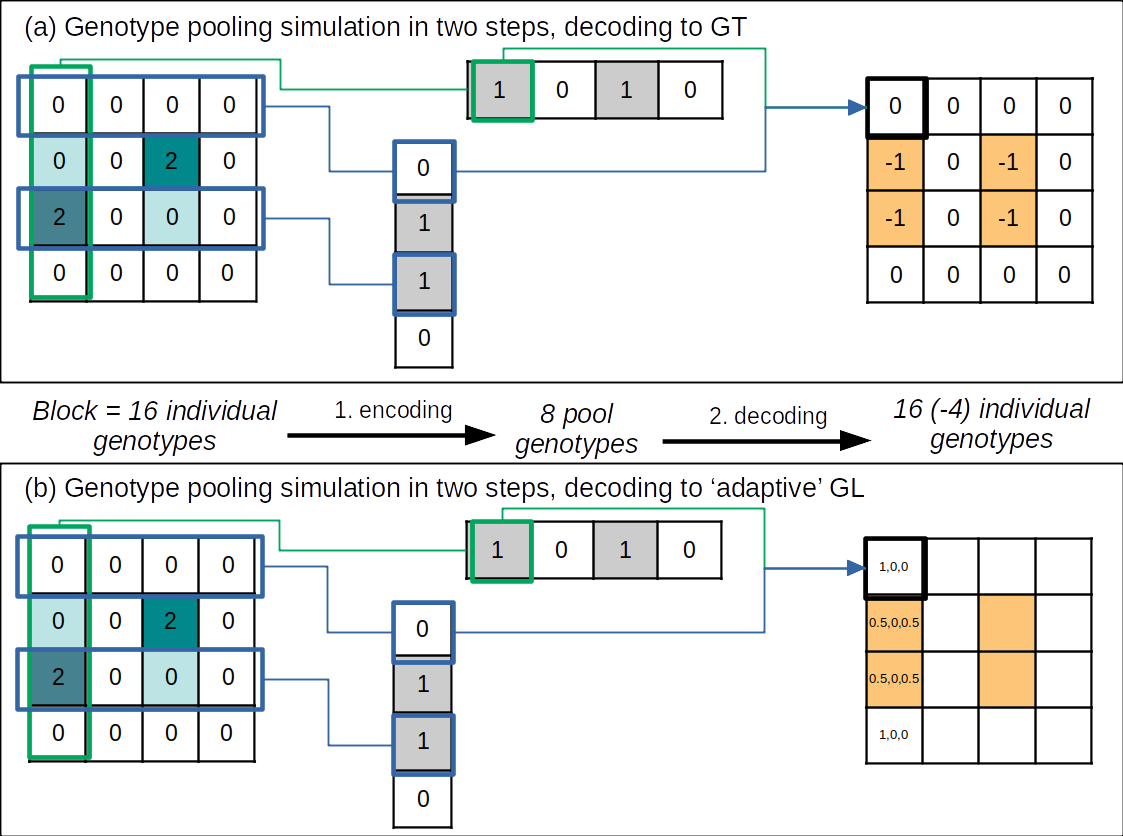 (a) Genotype pooling simulation in two steps, decoding to GT
1 0 1 0
0 0 0 0
0 0 2 0
2 0 0 0
0 0 0 0
0
1
1
0
0 0 0 0
-1 0 -1 0
-1 0 -1 0
0 0 0 0
Block = 16 individual
genotypes
1. encoding
8 pool
genotypes
2. decoding
16 (-4) individual
genotypes
(b) Genotype pooling simulation in two steps, decoding to ‘adaptive’ GL
1 0 1 0
0 0 0 0
0 0 2 0
2 0 0 0
0 0 0 0
0
1
1
0
1,0,0
0.5,0,0.5
0.5,0,0.5
1,0,0